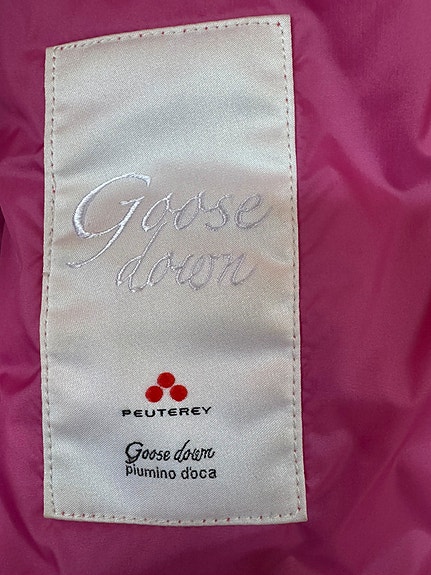 Goose
down
PEUTEREY
Goose down
piumino d'oca